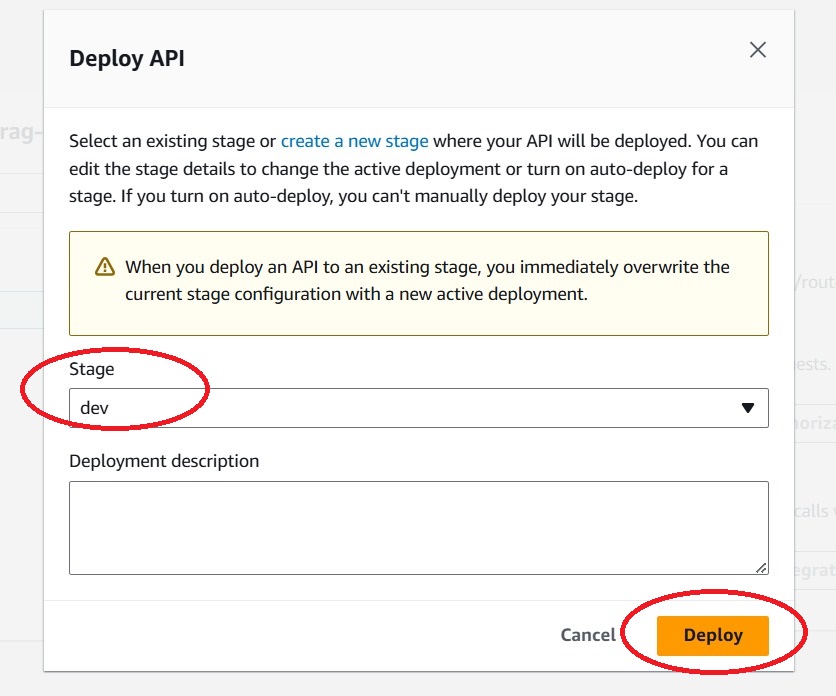 Deploy API
rag-
Select an existing stage or create a new stage where your API will be deployed. You can
edit the stage details to change the active deployment or turn on auto-deploy for a
stage. If you turn on auto-deploy, you can't manually deploy your stage.
When you deploy an API to an existing stage, you immediately overwrite the
current stage configuration with a new active deployment.
/rout
ests.
Stage
dev
horiza
Deployment description
calls
egrat
Cancel
Deploy